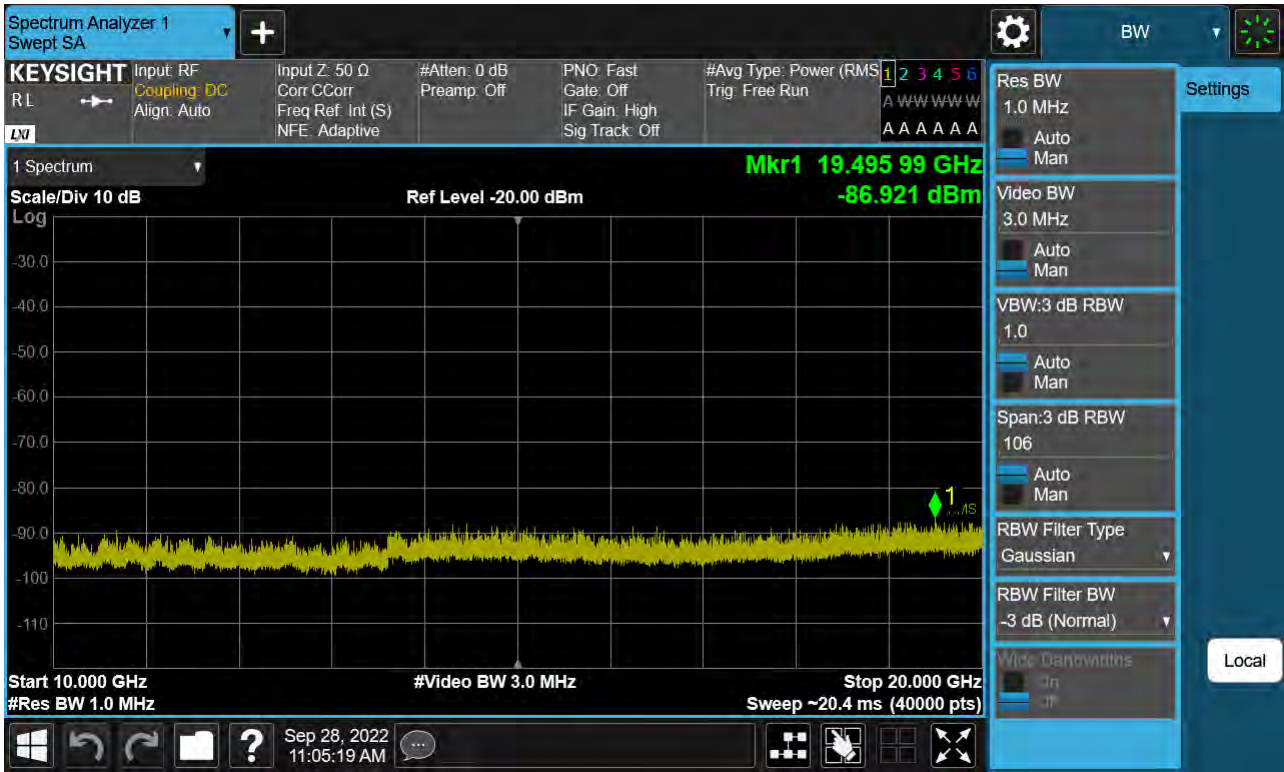 Spectrum Analyzer 1
Swept SA
BW
KEYSIGHT
RL
LXI
Input: RF
Coupling: DC
Align: Auto
Input Z: 50 Ω
Corr CCorr
Freq Ref: Int (S)
NFE: Adaptive
#Atten: 0 dB
Preamp: Off
PNO: Fast
Gate: Off
IF Gain: High
Sig Track: Off
#Avg Type: Power (RMS
Trig: Free Run
1 2 3 4 5 6
A W W W W W
A A A A A A
1 Spectrum
Scale/Div 10 dB
Ref Level -20.00 dBm
Mkr1 19.495 99 GHz
-86.921 dBm
Log
-30.0
-40.0
-50.0
-60.0
-70.0
-80.0
-90.0
-100
-110
1
Start 10.000 GHz
#Video BW 3.0 MHz
Stop 20.000 GHz
#Res BW 1.0 MHz
Sweep ~20.4 ms (40000 pts)
Res BW
1.0 MHz
Auto
Man
Video BW
3.0 MHz
Auto
Man
VBW:3 dB RBW
1.0
Auto
Man
Span:3 dB RBW
106
Auto
Man
RBW Filter Type
Gaussian
RBW Filter BW
-3 dB (Normal)
Settings
Local
?
Sep 28, 2022
11:05:19 AM